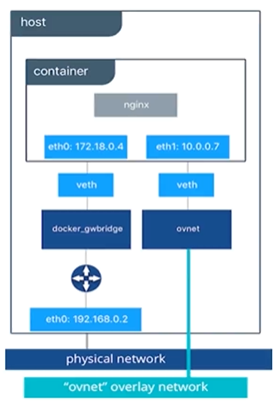 host
container
nginx
eth0: 172.18.0.4
eth1: 10.0.0.7
veth
veth
docker_gwbridge
ovnet
eth0: 192.168.0.2
physical network
"ovnet" overlay network